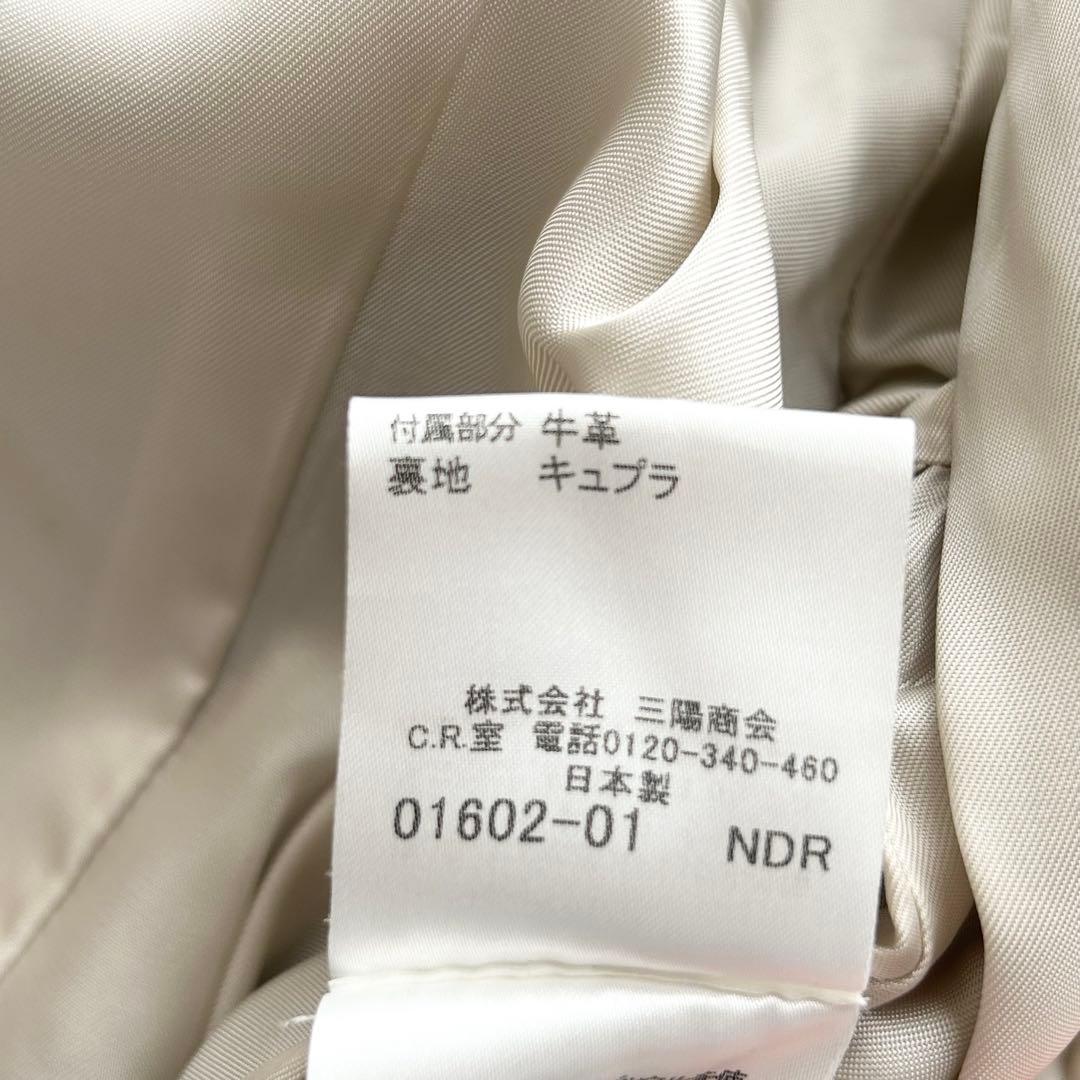 付属部分 牛革
裏地 キュプラ
株式会社 三陽商会
C.R.室 電話0120-340-460
日本製
01602-01 NDR